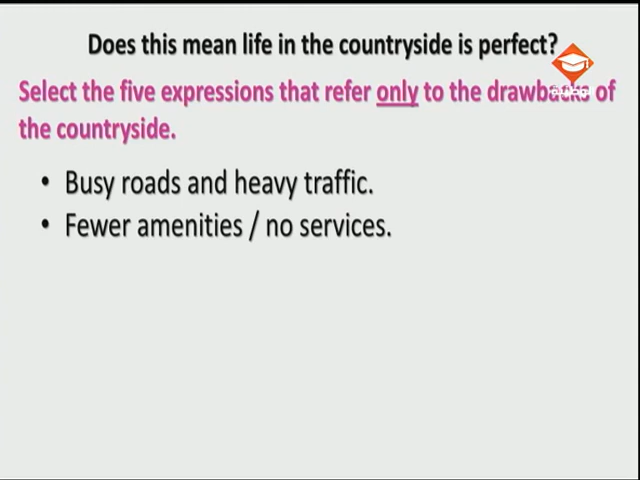 Does this mean life in the countryside is perfect?
Select the five expressions that refer only to the drawbacks of
the countryside.
• Busy roads and heavy traffic.
• Fewer amenities / no services.